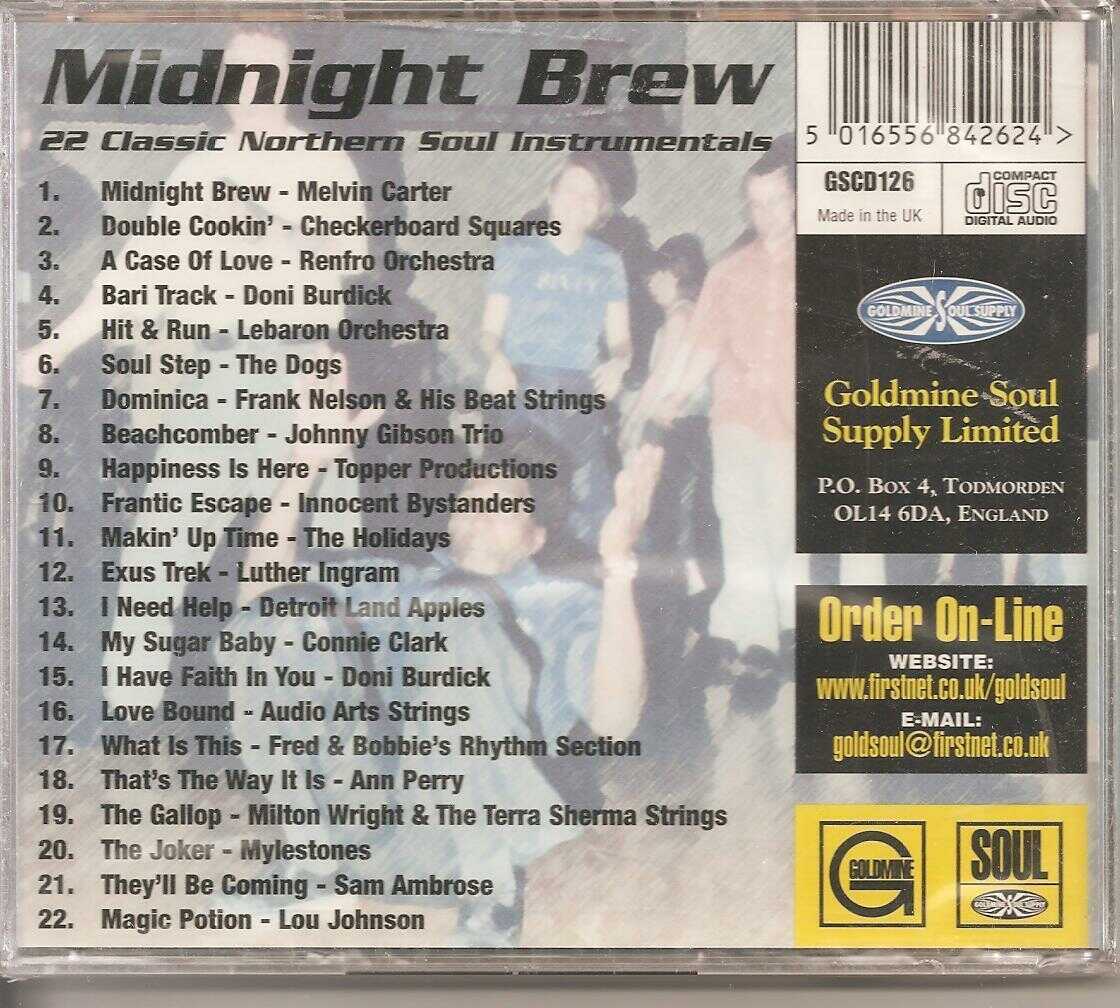 Midnight Brew
22 Classic Northern Soul Instrumentals
1. Midnight Brew - Melvin Carter
2. Double Cookin' - Checkerboard Squares
3. A Case Of Love - Renfro Orchestra
4. Bari Track - Doni Burdick
5. Hit & Run - Lebaron Orchestra
6. Soul Step - The Dogs
7. Dominica - Frank Nelson & His Beat Strings
8. Beachcomber - Johnny Gibson Trio
9. Happiness Is Here - Topper Productions
10. Frantic Escape - Innocent Bystanders
11. Makin' Up Time - The Holidays
12. Exus Trek - Luther Ingram
13. I Need Help - Detroit Land Apples
14. My Sugar Baby - Connie Clark
15. I Have Faith In You - Doni Burdick
16. Love Bound - Audio Arts Strings
17. What Is This - Fred & Bobbie's Rhythm Section
18. That's The Way It Is - Ann Perry
19. The Gallop - Milton Wright & The Terra Sherma Strings
20. The Joker - Mylestones
21. They'll Be Coming - Sam Ambrose
22. Magic Potion - Lou Johnson
5 016556 842624 >
GSCD126
Made in the UK
COMPACT
disc
DIGITAL AUDIO
GOLDMINE SOUL SUPPLY
Goldmine Soul
Supply Limited
P.O. Box 4, Todmorden
OL14 6DA, England
Order On-Line
WEBSITE:
www.firstnet.co.uk/goldsoul
E-MAIL:
goldsoul@firstnet.co.uk
G
GOLDMINE
SOUL
GOLDMINE SOUL SUPPLY